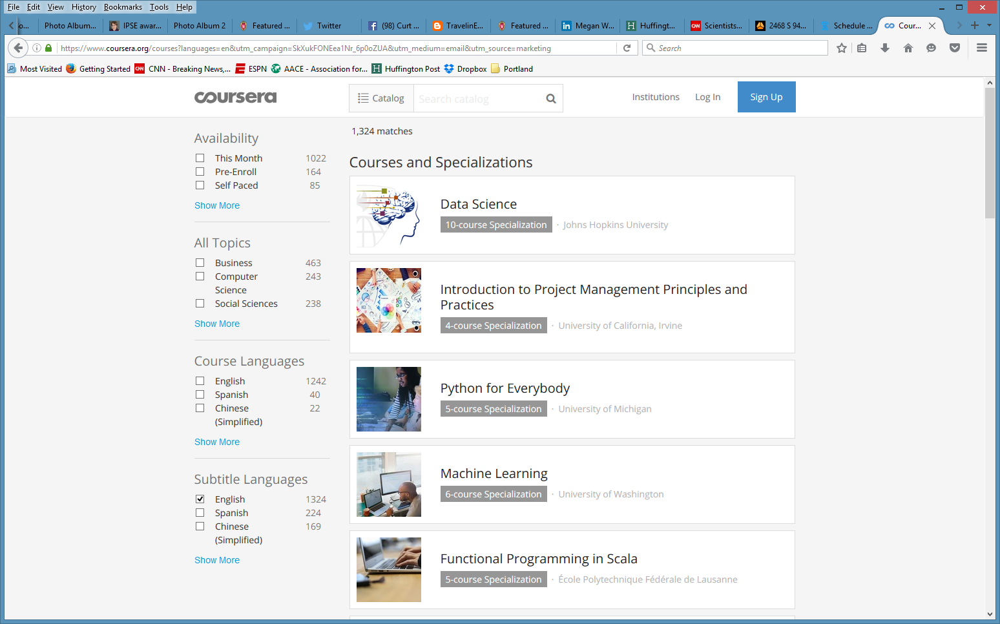 File Edit View History Bookmarks Tools Help
o... Photo Album... IPSE awar... Photo Album 2 Featured ... Twitter (98) Curt ... TravelinE... Featured ... Megan W... Huffingt... Scientists... 2468 S 94... Schedule ... Cour...
https://www.coursera.org/courses?languages=en&utm_campaign=SkXukFONEea1Nr_6p0oZUA&utm_medium=email&utm_source=marketing Search
Most Visited Getting Started CNN - Breaking News,... ESPN AACE - Association for... Huffington Post Dropbox Portland
coursera Catalog Search catalog Institutions Log In Sign Up
1,324 matches
Availability
This Month 1022
Pre-Enroll 164
Self Paced 85
Show More
All Topics
Business 463
Computer 243
Science
Social Sciences 238
Show More
Course Languages
English 1242
Spanish 40
Chinese 22
(Simplified)
Show More
Subtitle Languages
English 1324
Spanish 224
Chinese 169
(Simplified)
Show More
Courses and Specializations
Data Science
10-course Specialization · Johns Hopkins University
Introduction to Project Management Principles and
Practices
4-course Specialization · University of California, Irvine
Python for Everybody
5-course Specialization · University of Michigan
Machine Learning
6-course Specialization · University of Washington
Functional Programming in Scala
5-course Specialization · École Polytechnique Fédérale de Lausanne